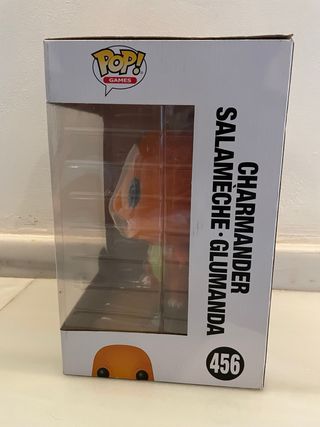 POP!
GAMES
CHARMANDER
SALAMÈCHE • GLUMANDA
456